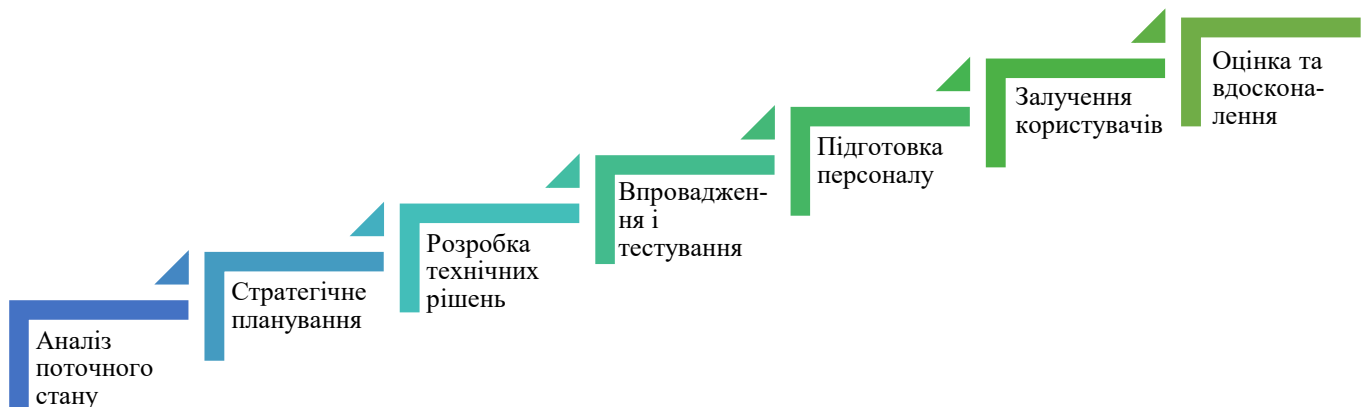 Аналіз
поточного
стану
Стратегічне
планування
Розробка
технічних
рішень
Впроваджен-
ня і
тестування
Підготовка
персоналу
Залучення
користувачів
Оцінка та
вдоскона-
лення